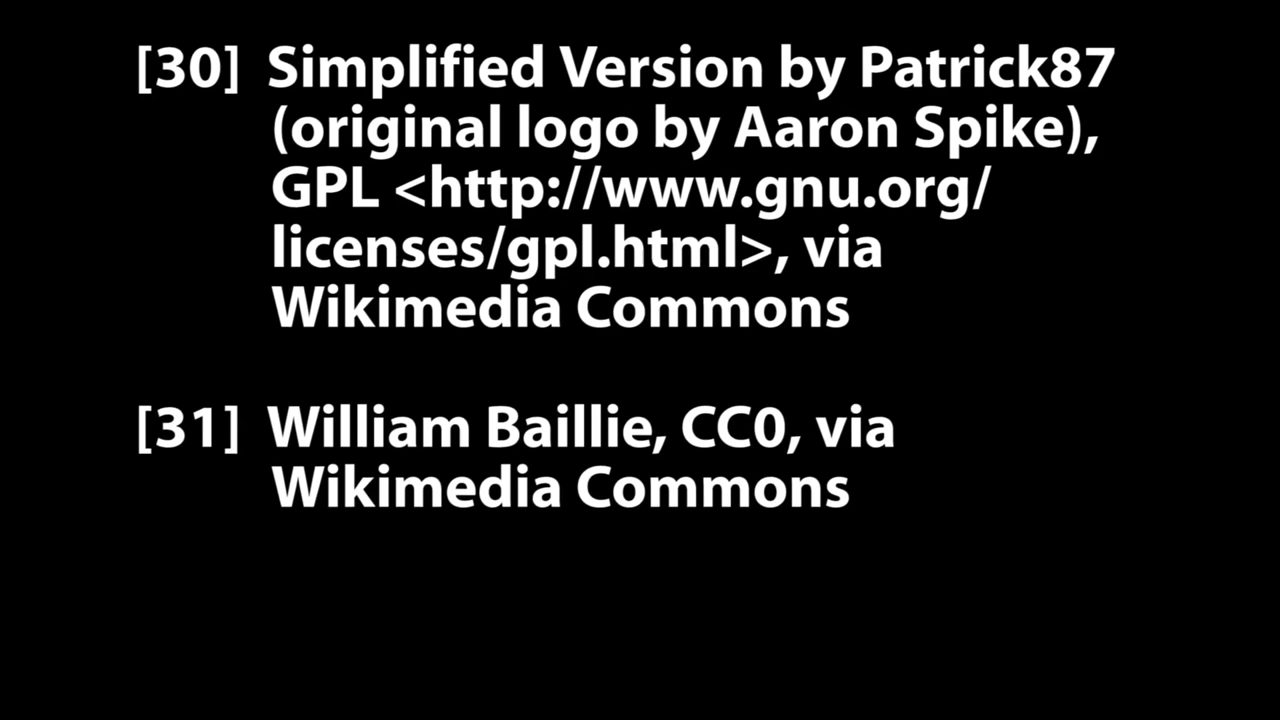 [30] Simplified Version by Patrick87
(original logo by Aaron Spike),
GPL <http://www.gnu.org/
licenses/gpl.html>, via
Wikimedia Commons
[31] William Baillie, CC0, via
Wikimedia Commons